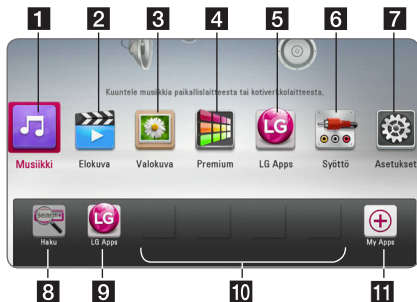 1 2 3 4 5 6 7
Kuuntele musiikkia paikallislaitteesta tai kotiverkkolaitteesta.
LG
Musiikki Elokuva Valokuva Premium LG Apps Syöttö Asetukset
Search LG
Haku LG Apps My Apps
8 9 10 11